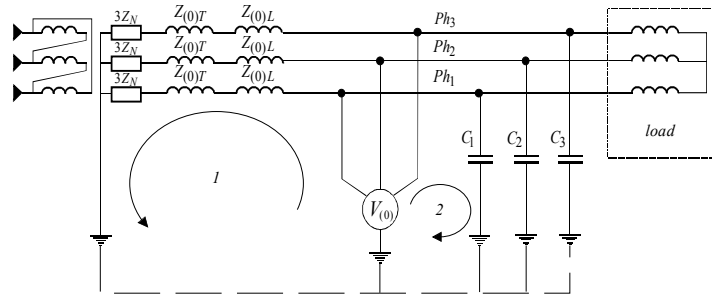 3Z_N Z_(0)T Z_(0)L Ph_3
3Z_N Z_(0)T Z_(0)L Ph_2
3Z_N Z_(0)T Z_(0)L Ph_1
C_1 C_2 C_3 load
1 V_(0) 2